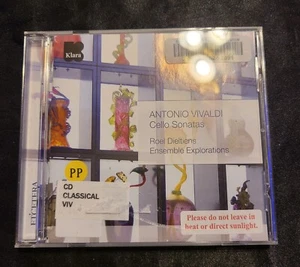 Klara
ANTONIO VIVALDI
Cello Sonatas
Roel Dieltiens
Ensemble Explorations
PP
CD
CLASSICAL
VIV
Please do not leave in
heat or direct sunlight.
ETCETERA